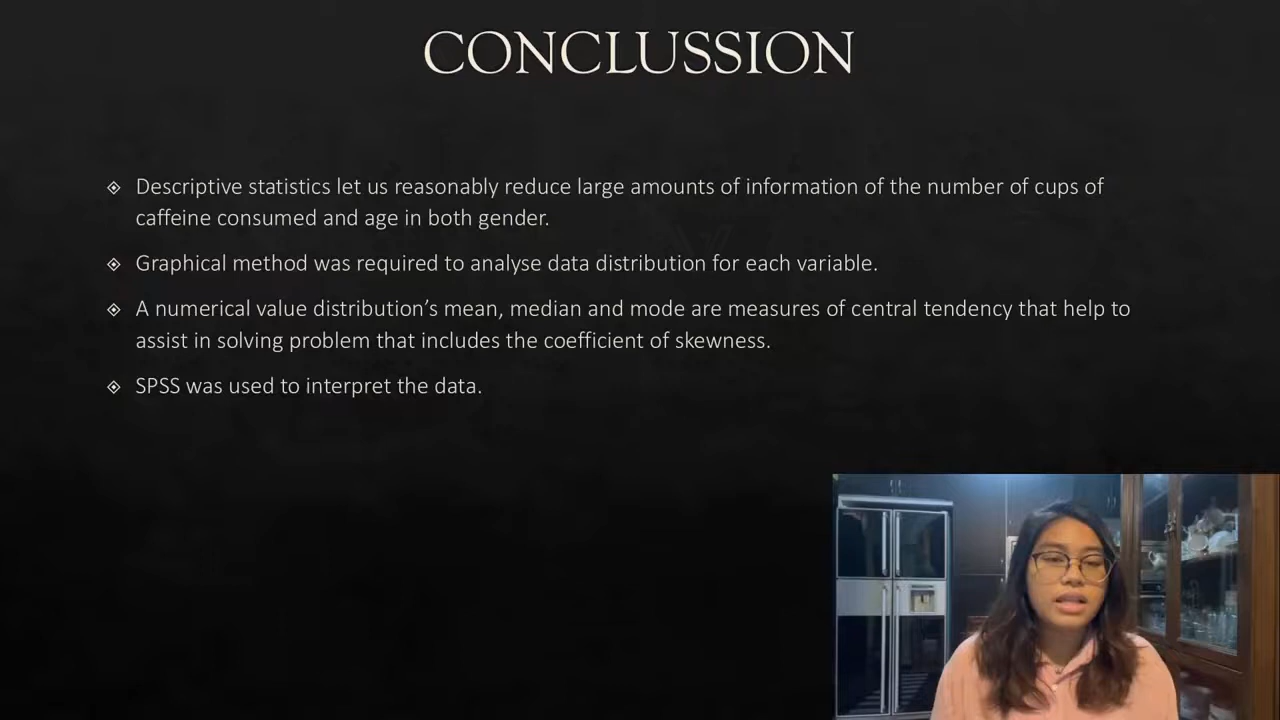 CONCLUSSION
Descriptive statistics let us reasonably reduce large amounts of information of the number of cups of
caffeine consumed and age in both gender.
Graphical method was required to analyse data distribution for each variable.
A numerical value distribution’s mean, median and mode are measures of central tendency that help to
assist in solving problem that includes the coefficient of skewness.
SPSS was used to interpret the data.